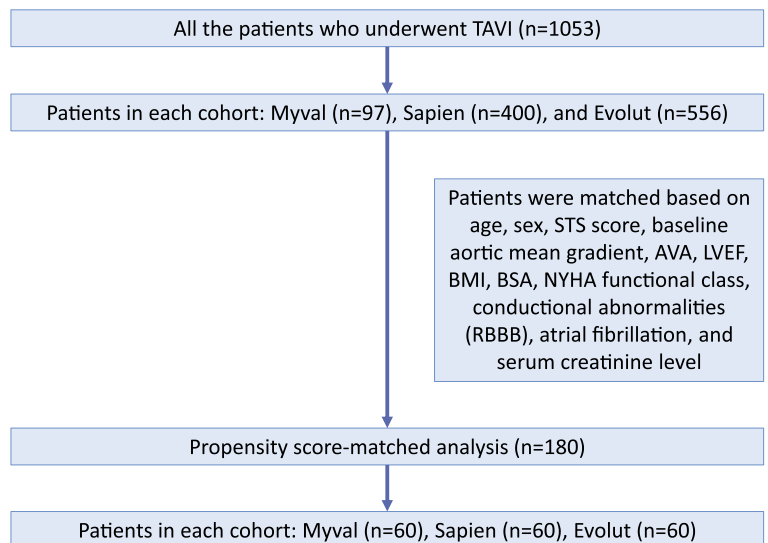 All the patients who underwent TAVI (n=1053)
Patients in each cohort: Myval (n=97), Sapien (n=400), and Evolut (n=556)
Patients were matched based on
age, sex, STS score, baseline
aortic mean gradient, AVA, LVEF,
BMI, BSA, NYHA functional class,
conductional abnormalities
(RBBB), atrial fibrillation, and
serum creatinine level
Propensity score-matched analysis (n=180)
Patients in each cohort: Myval (n=60), Sapien (n=60), Evolut (n=60)